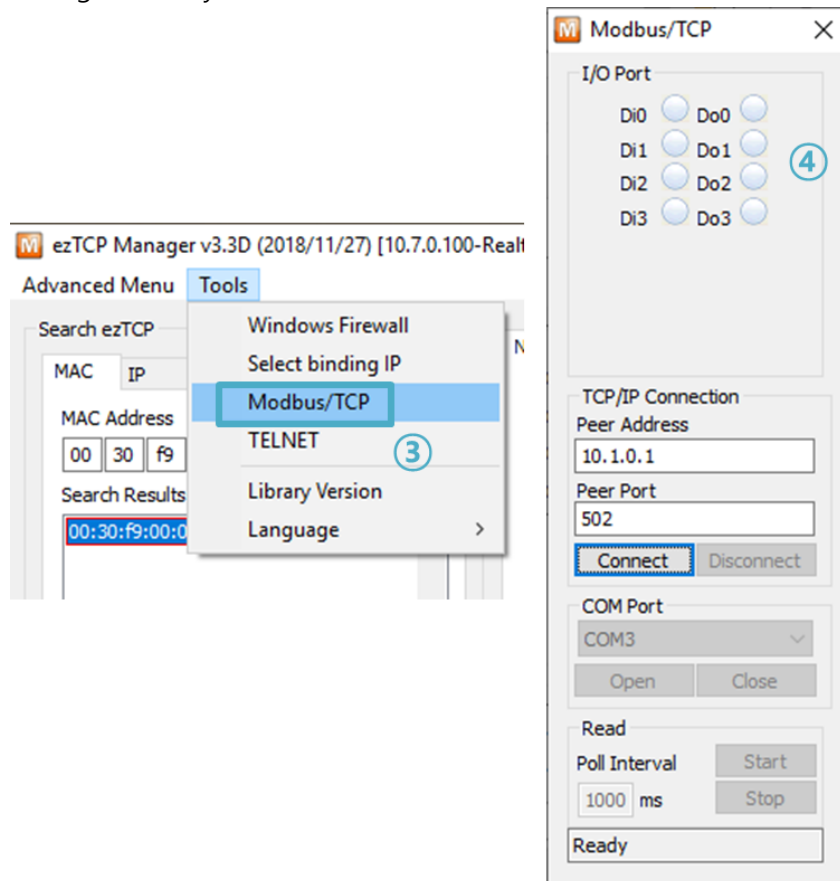 ezTCP Manager v3.3D (2018/11/27) [10.7.0.100-Realt
Advanced Menu Tools
Search ezTCP
MAC IP
MAC Address
00 30 f9
Search Results
00:30:f9:00:0
Windows Firewall
Select binding IP
Modbus/TCP
TELNET
③
Library Version
Language >
N
Modbus/TCP
I/O Port
Di0 Do0
Di1 Do1
④
Di2 Do2
Di3 Do3
TCP/IP Connection
Peer Address
10.1.0.1
Peer Port
502
Connect Disconnect
COM Port
COM3
Open Close
Read
Poll Interval Start
1000 ms Stop
Ready